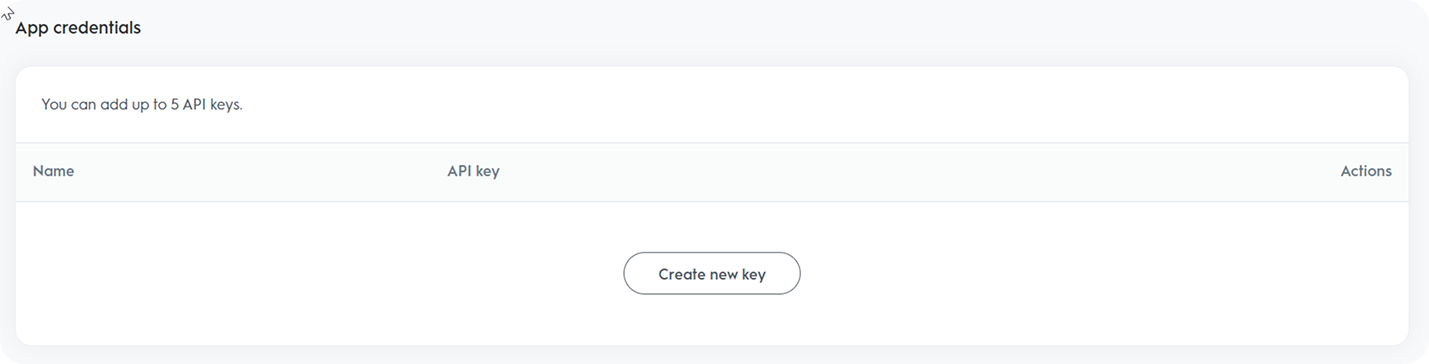 App credentials
You can add up to 5 API keys.
Name API key Actions
Create new key